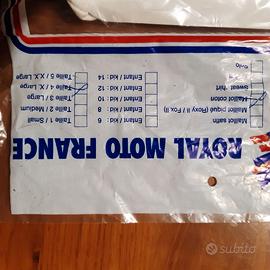 ROYAL MOTO FRANCE
Maillot satin
Maillot piqué (Roxy II / Fox II)
Maillot coton
Sweat shirt
Enfant / kid : 6
Enfant / kid : 8
Enfant / kid : 10
Enfant / kid : 12
Enfant / kid : 14
Taille / 1 Small
Taille / 2 Medium
Taille / 3 Large
Taille / 4 X Large
Taille / 5 X.X Large
subito